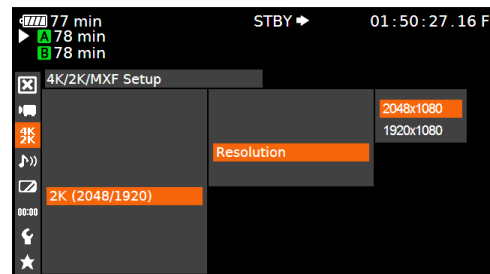 77 min STBY 01:50:27.16 F
A 78 min
B 78 min
4K/2K/MXF Setup
2048x1080
4K
2K
1920x1080
Resolution
2K (2048/1920)
00:00